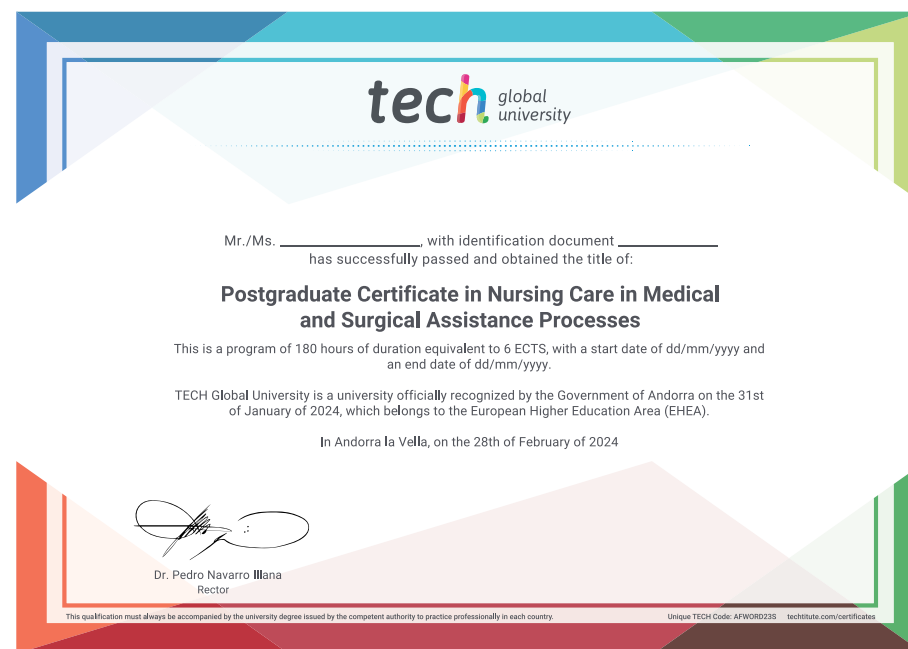 tech global university
Mr./Ms. ____________, with identification document ____________
has successfully passed and obtained the title of:
Postgraduate Certificate in Nursing Care in Medical
and Surgical Assistance Processes
This is a program of 180 hours of duration equivalent to 6 ECTS, with a start date of dd/mm/yyyy and
an end date of dd/mm/yyyy.
TECH Global University is a university officially recognized by the Government of Andorra on the 31st
of January of 2024, which belongs to the European Higher Education Area (EHEA).
In Andorra la Vella, on the 28th of February of 2024
Dr. Pedro Navarro Illana
Rector
This qualification must always be accompanied by the university degree issued by the competent authority to practice professionally in each country.
Unique TECH Code: AFWORD23S techtitute.com/certificates